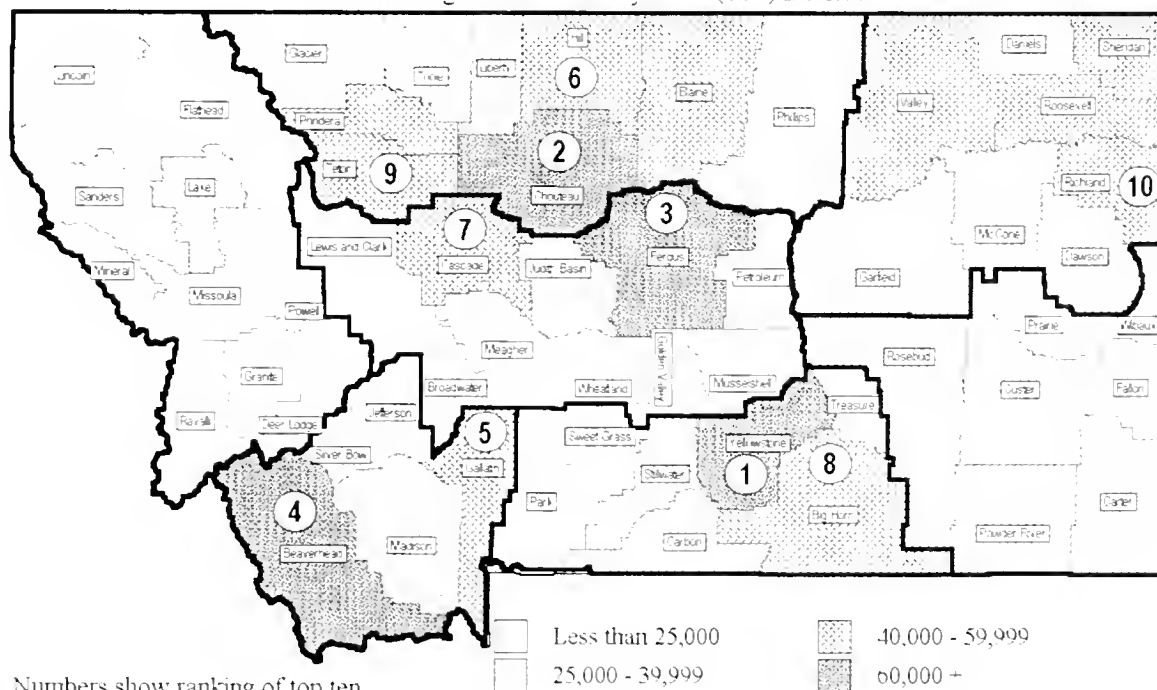 Hill
Daniels
Sheridan
Glacier
Liberty
Lincoln
6
Toole
Blaine
Flathead
Valley
Roosevelt
Pondera
Phillips
2
9
Teton
Richland
10
Lake
Chouteau
Sanders
3
7
McCone
Lewis and Clark
Cascade
Judith Basin
Fergus
Petroleum
Garfield
Dawson
Mineral
Missoula
Powell
Prairie
Wibaux
Meagher
Golden Valley
Rosebud
Granite
Broadwater
Wheatland
Musselshell
Custer
Fallon
Jefferson
Treasure
Ravalli
Deer Lodge
5
Sweet Grass
Yellowstone
Silver Bow
Gallatin
8
Stillwater
1
4
Park
Carter
Big Horn
Madison
Carbon
Powder River
Beaverhead
Less than 25,000
40,000 - 59,999
25,000 - 39,999
60,000 +
Numbers show ranking of top ten